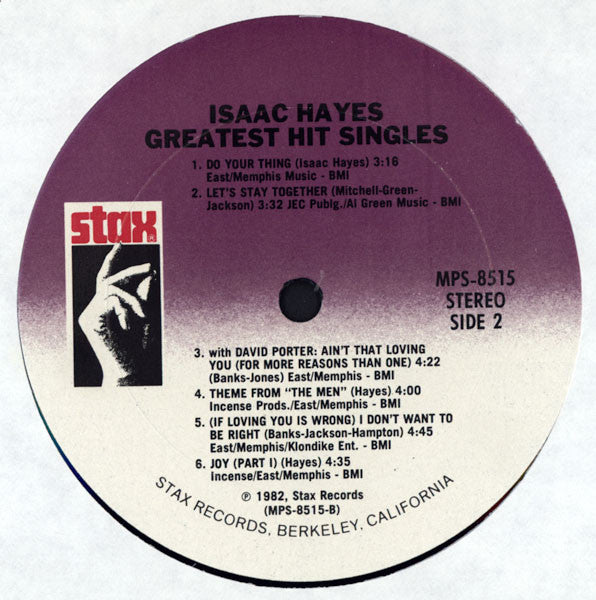 ISAAC HAYES
GREATEST HIT SINGLES
1. DO YOUR THING (Isaac Hayes) 3:16
East/Memphis Music - BMI
2. LET'S STAY TOGETHER (Mitchell-Green-
Jackson) 3:32 JEC Publg./Al Green Music - BMI
stax®
MPS-8515
STEREO
SIDE 2
3. with DAVID PORTER: AIN'T THAT LOVING
YOU (FOR MORE REASONS THAN ONE) 4:22
(Banks-Jones) East/Memphis - BMI
4. THEME FROM "THE MEN" (Hayes) 4:00
Incense Prods./East/Memphis - BMI
5. (IF LOVING YOU IS WRONG) I DON'T WANT TO
BE RIGHT (Banks-Jackson-Hampton) 4:45
East/Memphis/Klondike Ent. - BMI
6. JOY (PART I) (Hayes) 4:35
Incense/East/Memphis - BMI
℗ 1982, Stax Records
(MPS-8515-B)
STAX RECORDS, BERKELEY, CALIFORNIA